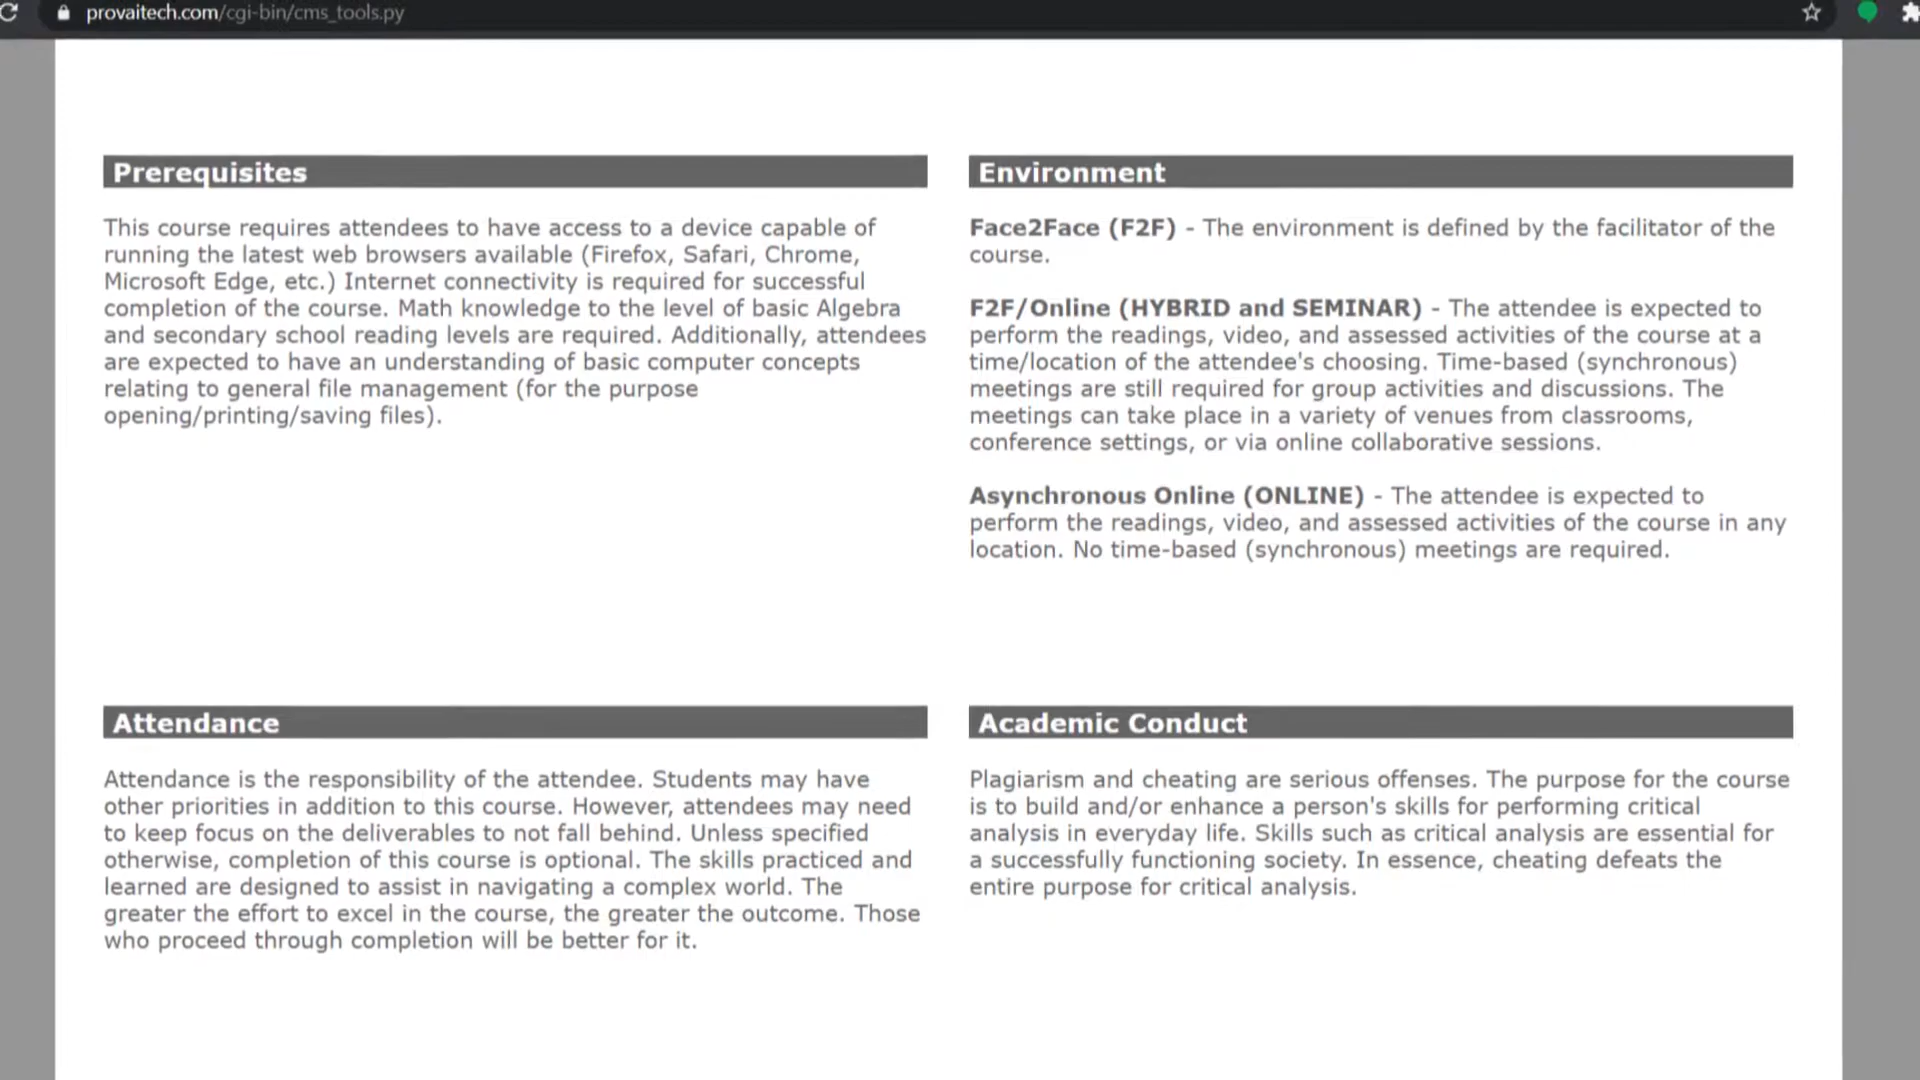 provaitech.com/cgi-bin/cms_tools.py
Prerequisites
This course requires attendees to have access to a device capable of
running the latest web browsers available (Firefox, Safari, Chrome,
Microsoft Edge, etc.) Internet connectivity is required for successful
completion of the course. Math knowledge to the level of basic Algebra
and secondary school reading levels are required. Additionally, attendees
are expected to have an understanding of basic computer concepts
relating to general file management (for the purpose
opening/printing/saving files).
Environment
Face2Face (F2F) - The environment is defined by the facilitator of the
course.
F2F/Online (HYBRID and SEMINAR) - The attendee is expected to
perform the readings, video, and assessed activities of the course at a
time/location of the attendee's choosing. Time-based (synchronous)
meetings are still required for group activities and discussions. The
meetings can take place in a variety of venues from classrooms,
conference settings, or via online collaborative sessions.
Asynchronous Online (ONLINE) - The attendee is expected to
perform the readings, video, and assessed activities of the course in any
location. No time-based (synchronous) meetings are required.
Attendance
Attendance is the responsibility of the attendee. Students may have
other priorities in addition to this course. However, attendees may need
to keep focus on the deliverables to not fall behind. Unless specified
otherwise, completion of this course is optional. The skills practiced and
learned are designed to assist in navigating a complex world. The
greater the effort to excel in the course, the greater the outcome. Those
who proceed through completion will be better for it.
Academic Conduct
Plagiarism and cheating are serious offenses. The purpose for the course
is to build and/or enhance a person's skills for performing critical
analysis in everyday life. Skills such as critical analysis are essential for
a successfully functioning society. In essence, cheating defeats the
entire purpose for critical analysis.